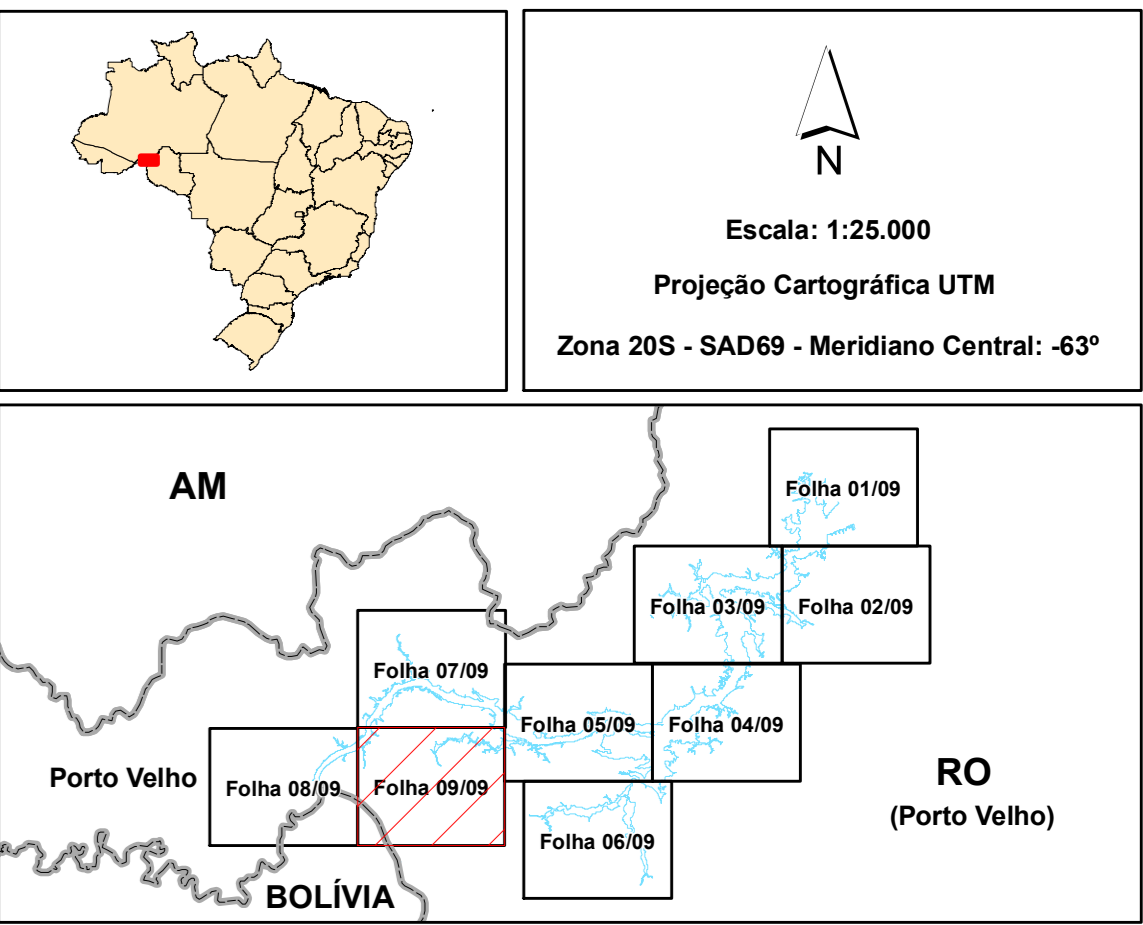 N
Escala: 1:25.000
Projeção Cartográfica UTM
Zona 20S - SAD69 - Meridiano Central: -63º
AM
Folha 01/09
Folha 03/09
Folha 02/09
Folha 07/09
Folha 05/09
Folha 04/09
Porto Velho
Folha 08/09
Folha 09/09
RO
(Porto Velho)
Folha 06/09
BOLÍVIA